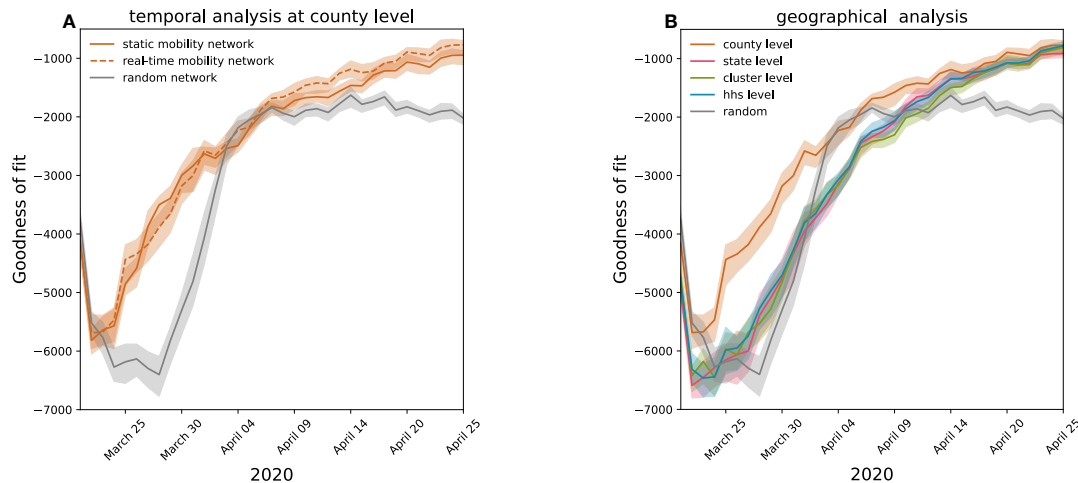 A
temporal analysis at county level
static mobility network
real-time mobility network
random network
Goodness of fit
−1000
−2000
−3000
−4000
−5000
−6000
−7000
March 25
March 30
April 04
April 09
April 14
April 20
April 25
2020
B
geographical analysis
county level
state level
cluster level
hhs level
random
Goodness of fit
−1000
−2000
−3000
−4000
−5000
−6000
−7000
March 25
March 30
April 04
April 09
April 14
April 20
April 25
2020